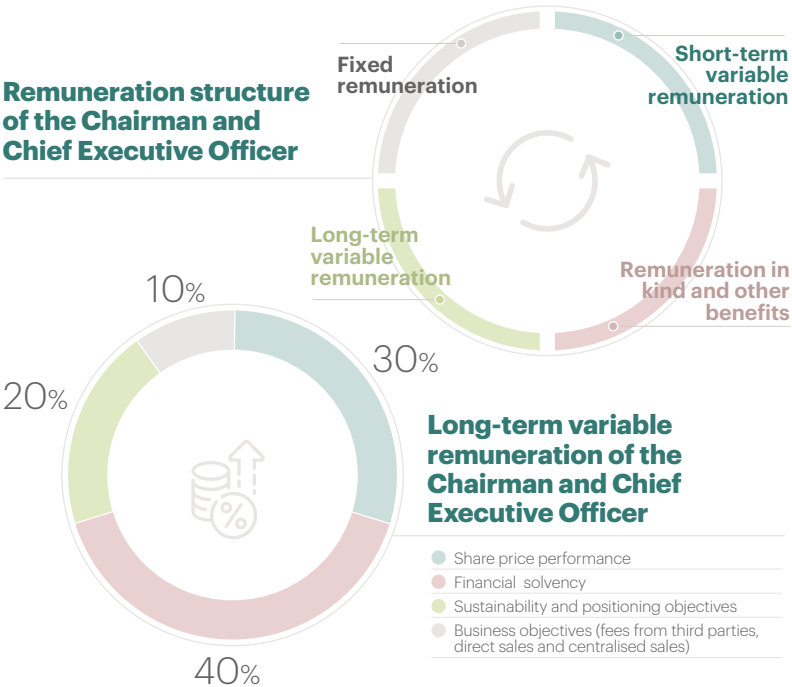 Remuneration structure
of the Chairman and
Chief Executive Officer
Fixed
remuneration
Short-term
variable
remuneration
Long-term
variable
remuneration
Remuneration in
kind and other
benefits
10%
30%
20%
40%
%
Long-term variable
remuneration of the
Chairman and Chief
Executive Officer
Share price performance
Financial solvency
Sustainability and positioning objectives
Business objectives (fees from third parties,
direct sales and centralised sales)